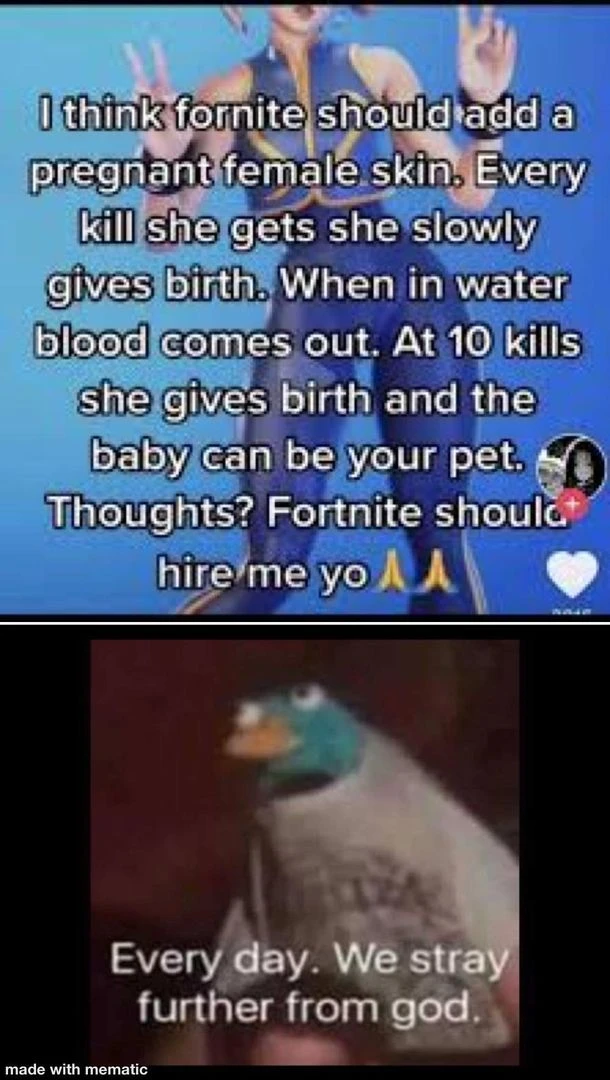 I think fornite should add a
pregnant female skin. Every
kill she gets she slowly
gives birth. When in water
blood comes out. At 10 kills
she gives birth and the
baby can be your pet.
Thoughts? Fortnite should
hire me yo🙏🙏
Every day. We stray
further from god.
made with mematic